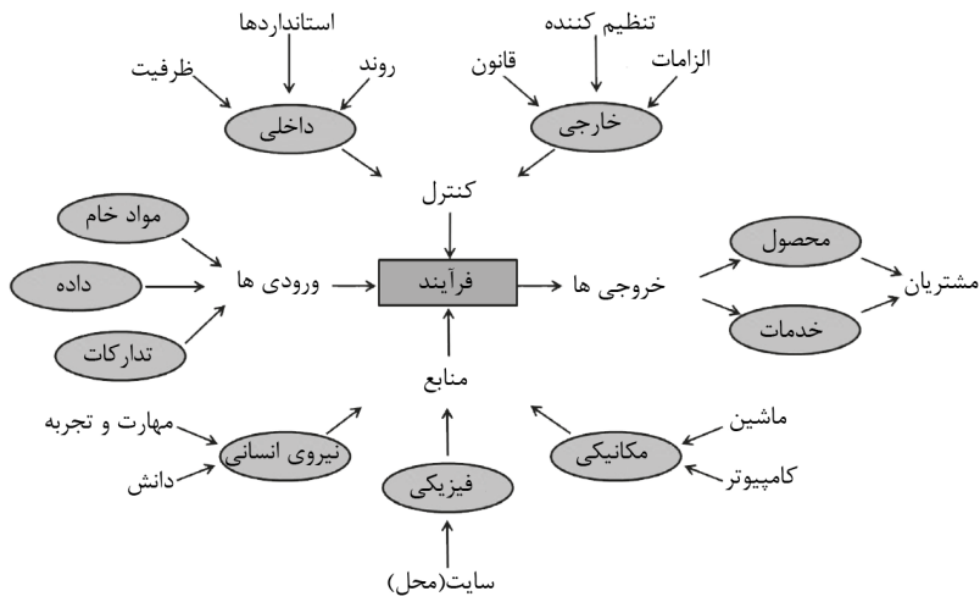 استانداردها
تنظیم کننده
ظرفیت
روند
قانون
الزامات
داخلی
خارجی
کنترل
مواد خام
داده
تدارکات
ورودی ها
فرآیند
خروجی ها
محصول
خدمات
مشتریان
منابع
مهارت و تجربه
دانش
نیروی انسانی
فیزیکی
مکانیکی
ماشین
کامپیوتر
سایت(محل)